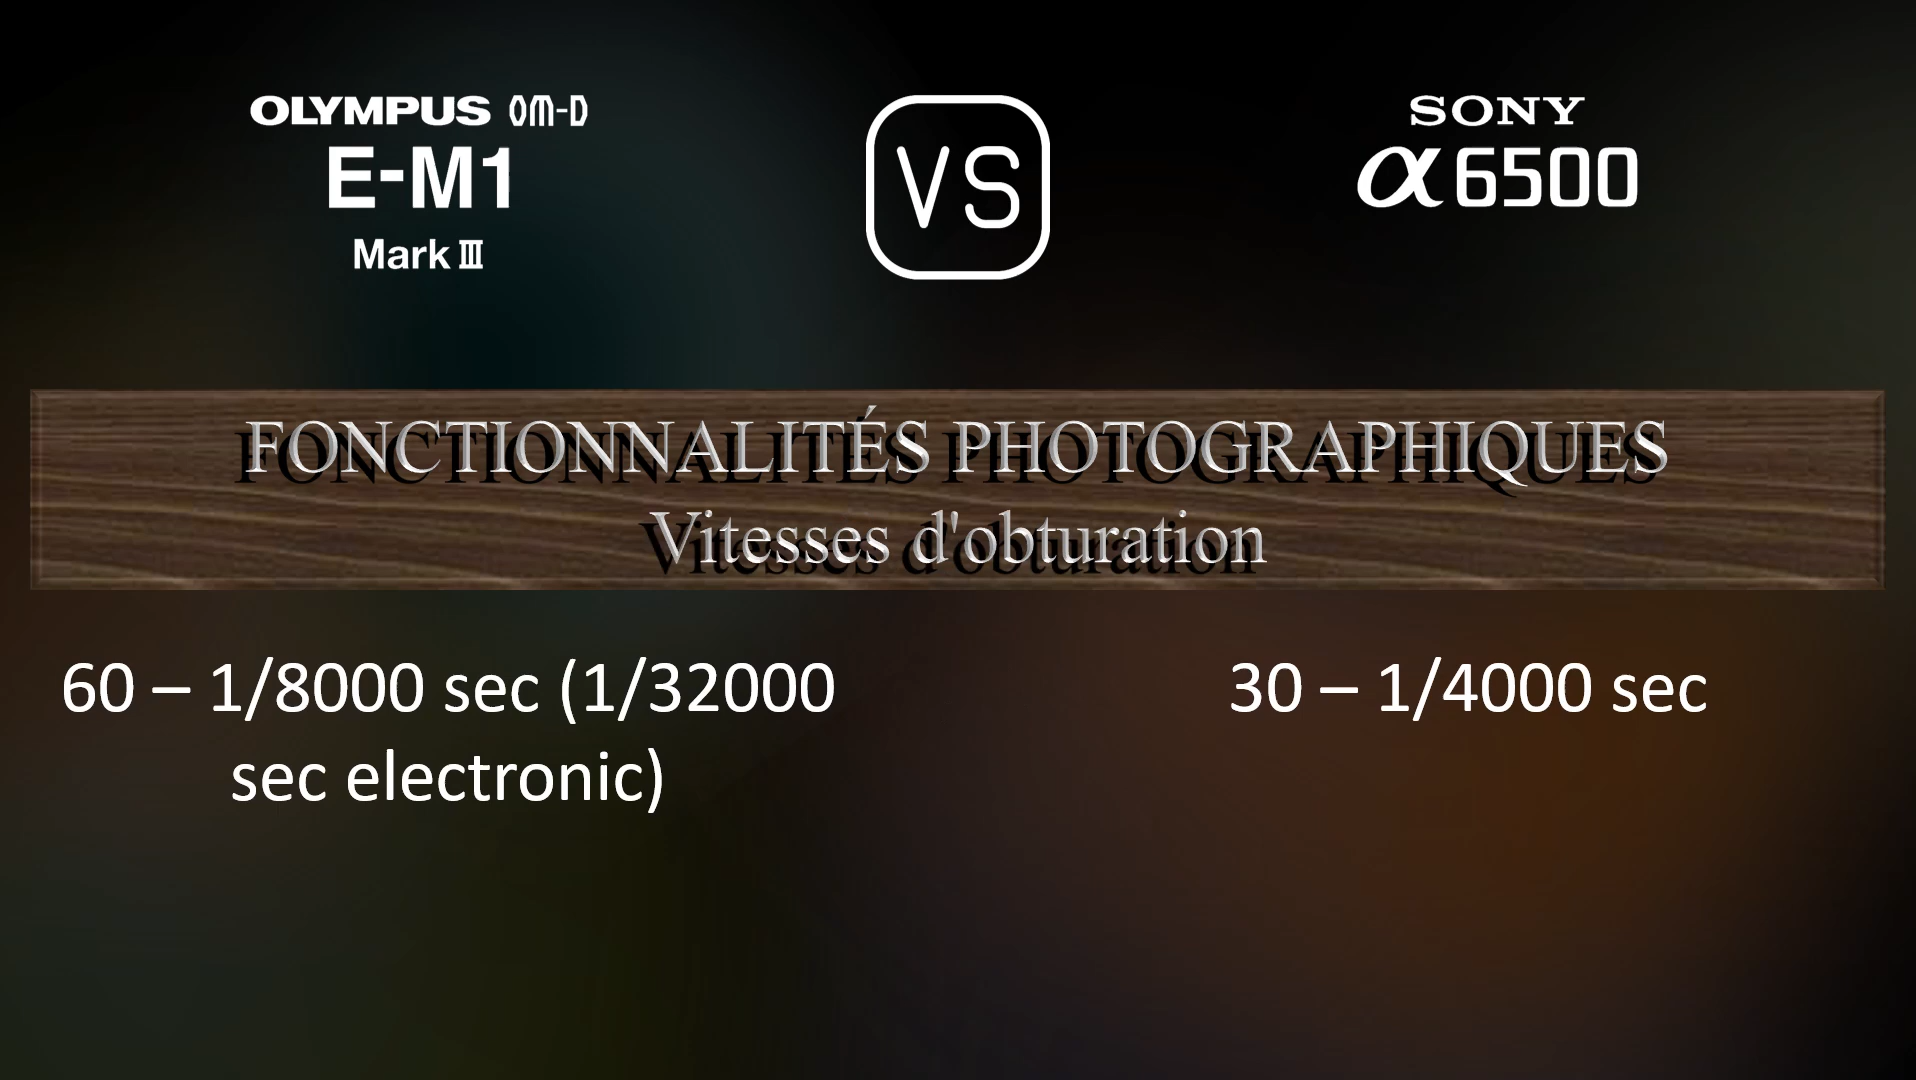 OLYMPUS OM-D
E-M1
Mark III
VS
SONY
α6500
FONCTIONNALITÉS PHOTOGRAPHIQUES
Vitesses d'obturation
60 – 1/8000 sec (1/32000
sec electronic)
30 – 1/4000 sec